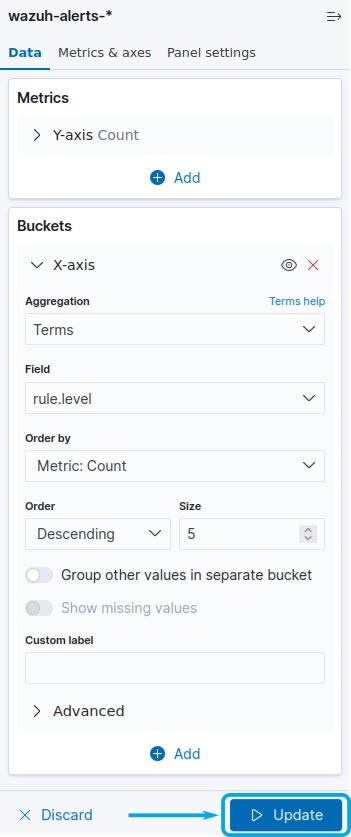 wazuh-alerts-*
Data Metrics & axes Panel settings
Metrics
Y-axis Count
Add
Buckets
X-axis
Aggregation Terms help
Terms
Field
rule.level
Order by
Metric: Count
Order Size
Descending 5
Group other values in separate bucket
Show missing values
Custom label
Advanced
Add
Discard Update